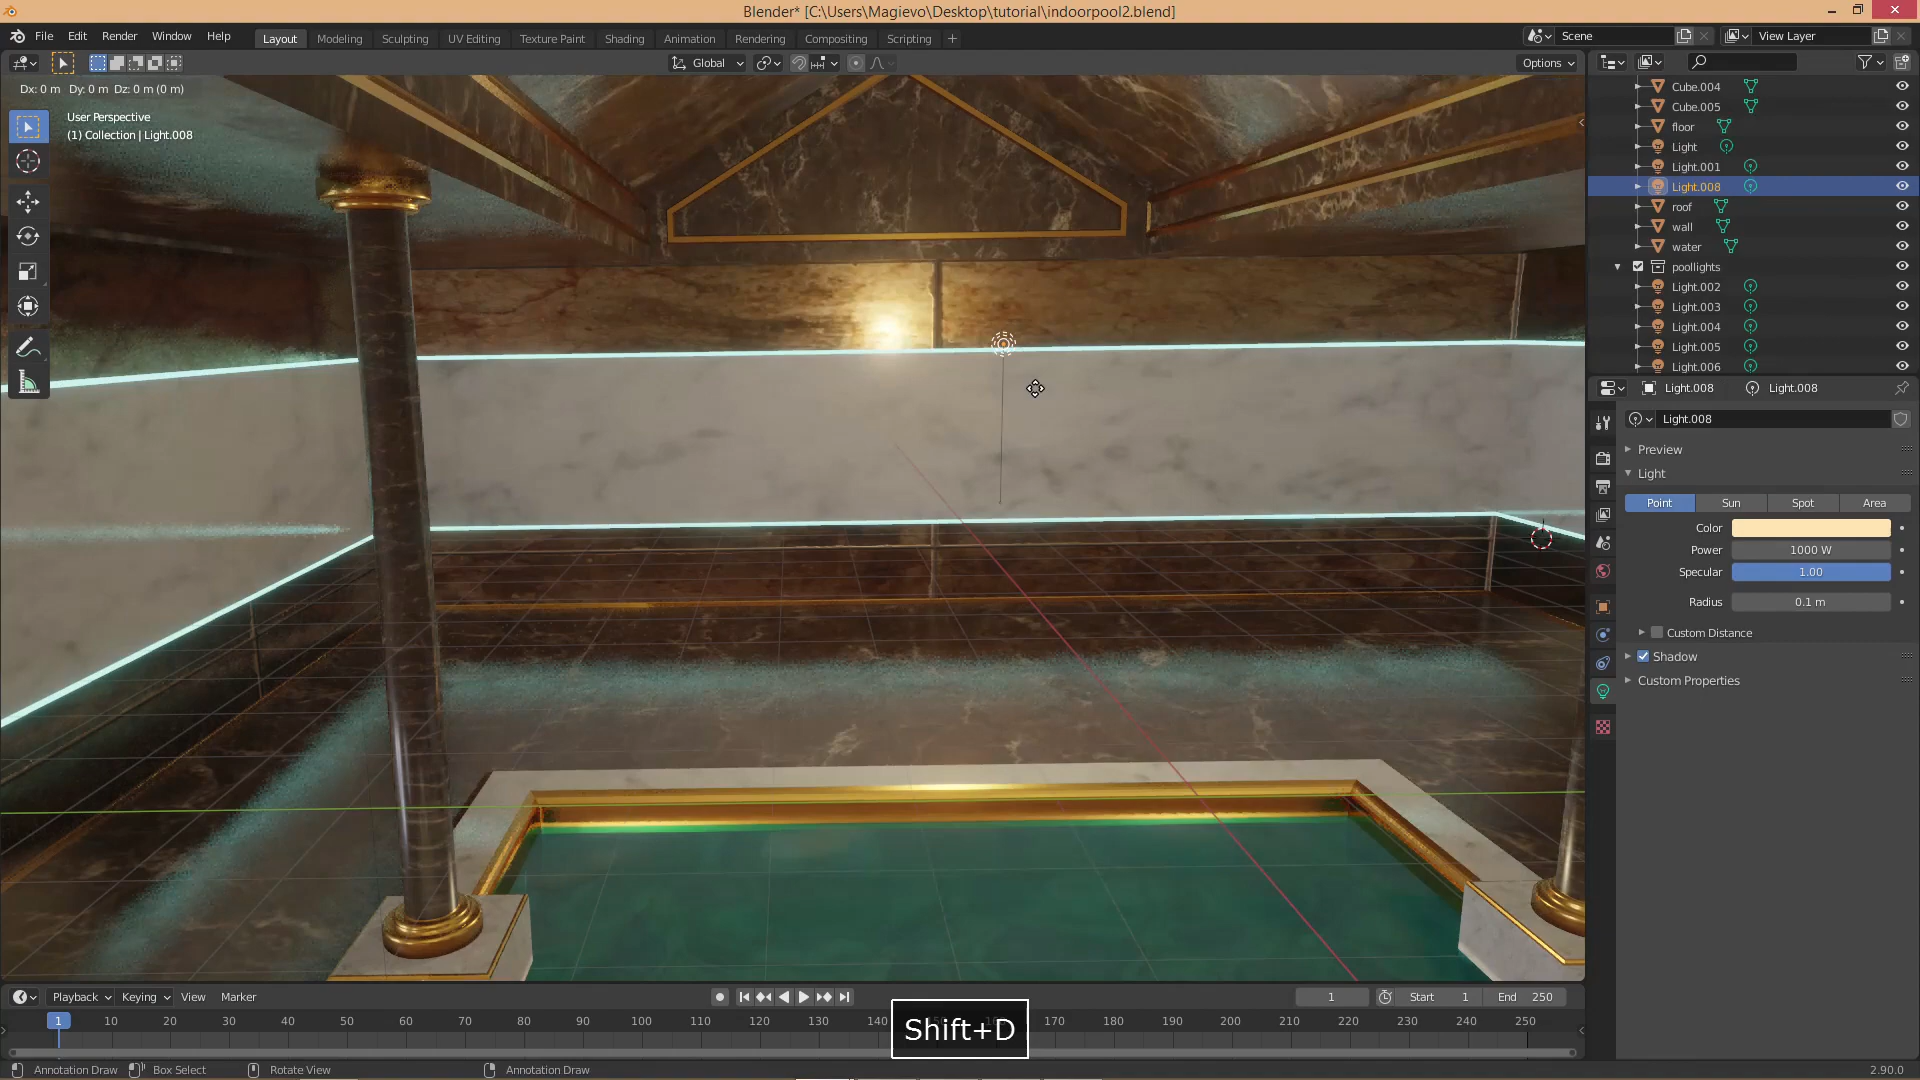 Blender* [C:\Users\Magievo\Desktop\tutorial\indoorpool2.blend]
File Edit Render Window Help
Layout Modeling Sculpting UV Editing Texture Paint Shading Animation Rendering Compositing Scripting +
Scene
View Layer
Global
Options
Dx: 0 m Dy: 0 m Dz: 0 m (0 m)
User Perspective
(1) Collection | Light.008
Cube.004
Cube.005
floor
Light
Light.001
Light.008
roof
wall
water
poollights
Light.002
Light.003
Light.004
Light.005
Light.006
Light.008 Light.008
Light.008
Preview
Light
Point Sun Spot Area
Color
Power 1000 W
Specular 1.00
Radius 0.1 m
Custom Distance
Shadow
Custom Properties
Playback Keying View Marker
1 Start 1 End 250
1 10 20 30 40 50 60 70 80 90 100 110 120 130 140 170 180 190 200 210 220 230 240 250
Shift+D
Annotation Draw Box Select Rotate View Annotation Draw
2.90.0